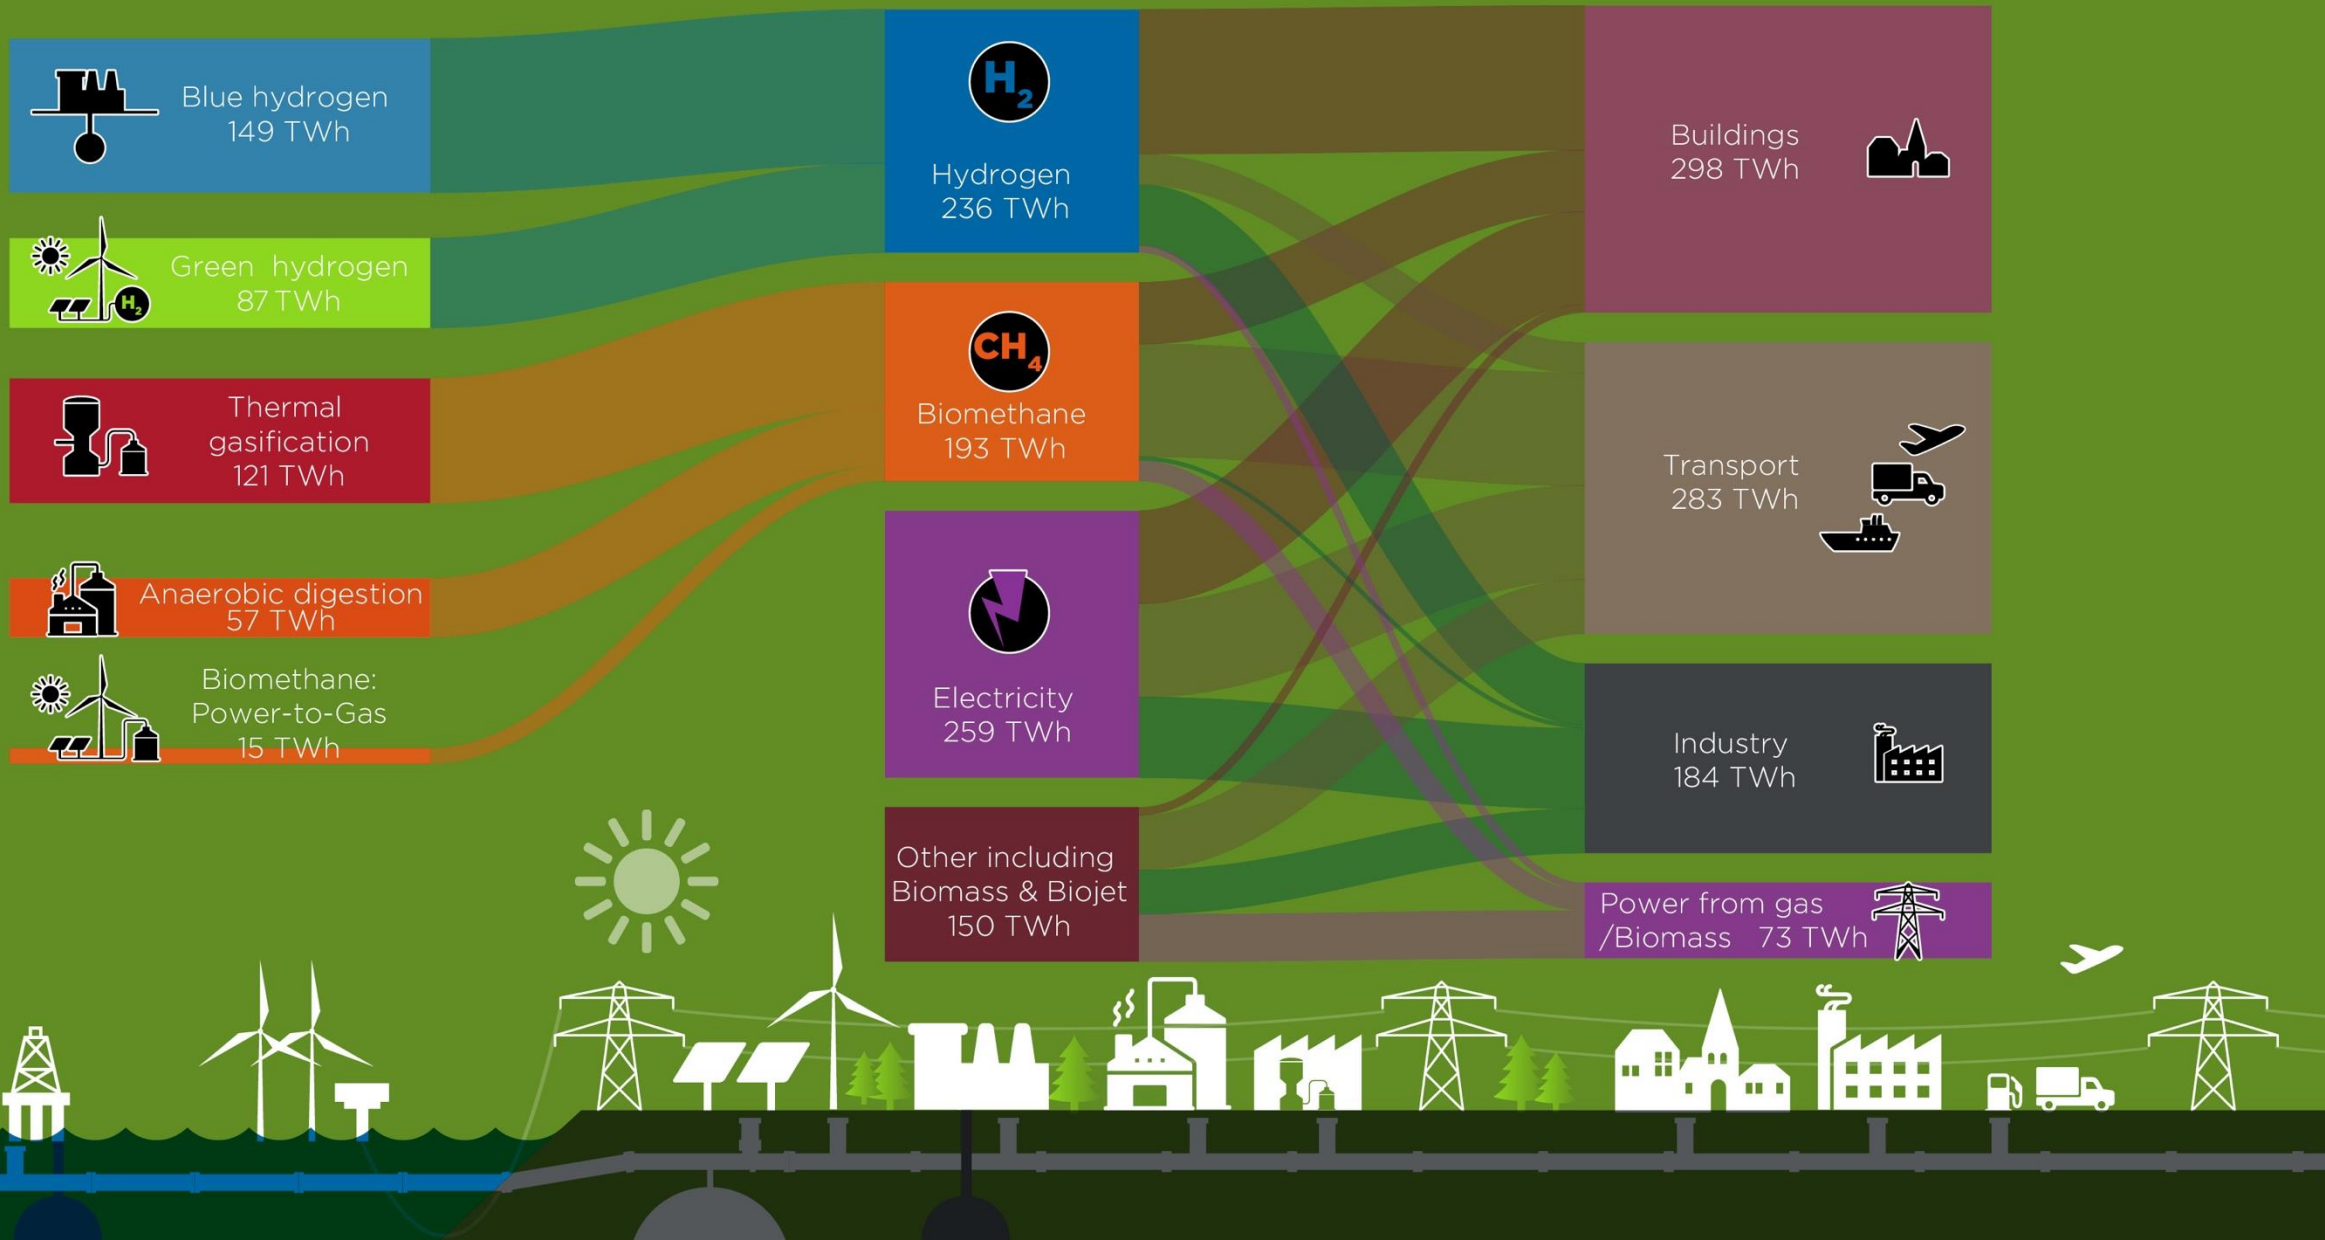 Blue hydrogen
149 TWh
Green hydrogen
87 TWh
H2
Thermal
gasification
121 TWh
Anaerobic digestion
57 TWh
Biomethane:
Power-to-Gas
15 TWh
H2
Hydrogen
236 TWh
CH4
Biomethane
193 TWh
Electricity
259 TWh
Other including
Biomass & Biojet
150 TWh
Buildings
298 TWh
Transport
283 TWh
Industry
184 TWh
Power from gas
/Biomass 73 TWh